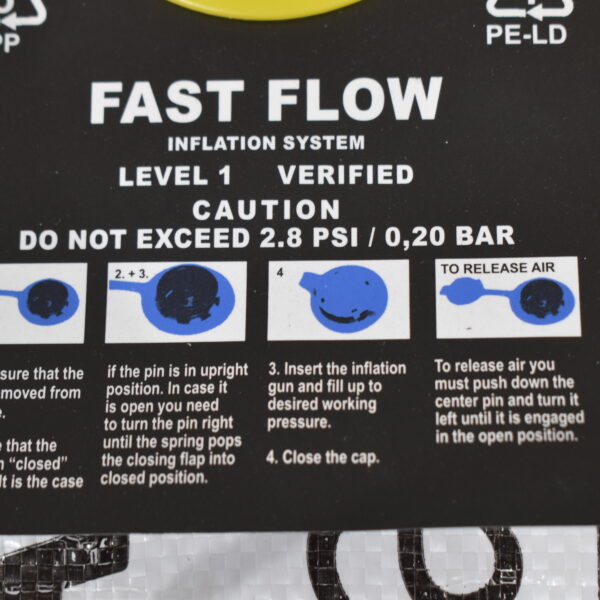 PP
PE-LD
FAST FLOW
INFLATION SYSTEM
LEVEL 1 VERIFIED
CAUTION
DO NOT EXCEED 2.8 PSI / 0,20 BAR
2. + 3.
4
TO RELEASE AIR
sure that the
moved from
that the
"closed"
It is the case
if the pin is in upright
position. In case it
is open you need
to turn the pin right
until the spring pops
the closing flap into
closed position.
3. Insert the inflation
gun and fill up to
desired working
pressure.
4. Close the cap.
To release air you
must push down the
center pin and turn it
left until it is engaged
in the open position.